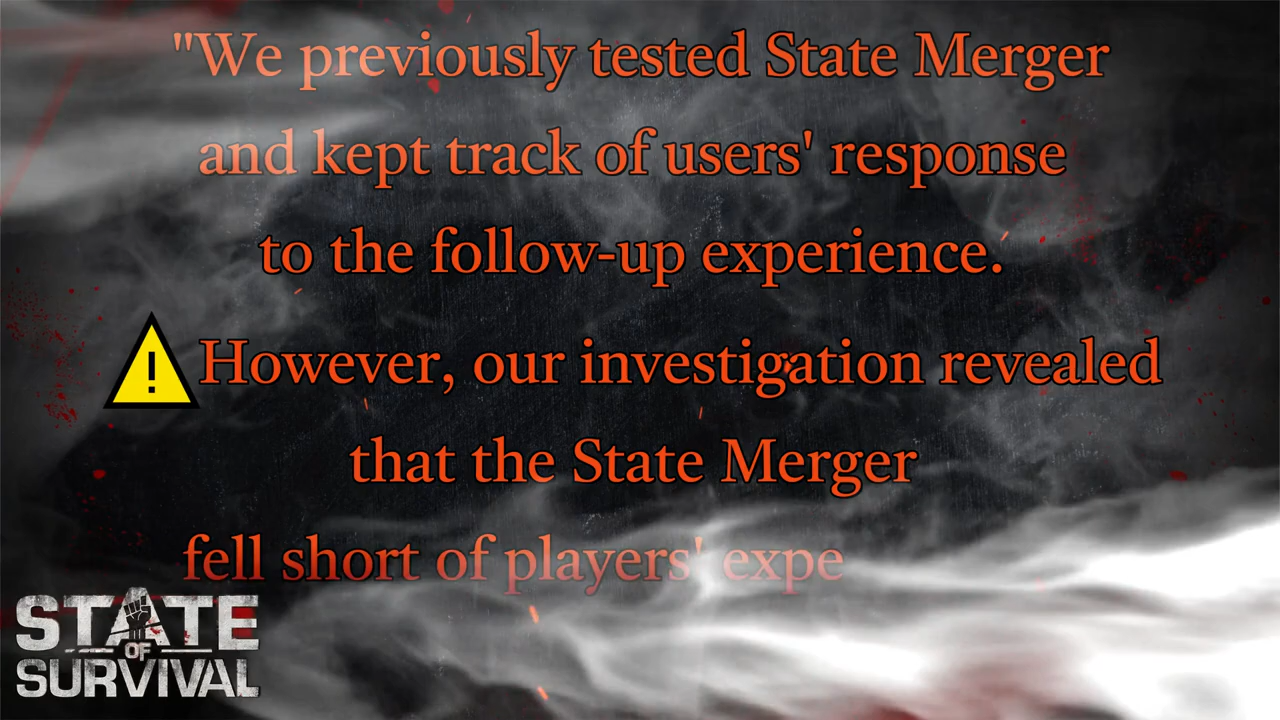 "We previously tested State Merger
and kept track of users' response
to the follow-up experience.
However, our investigation revealed
that the State Merger
fell short of players' expe
STATE
OF
SURVIVAL